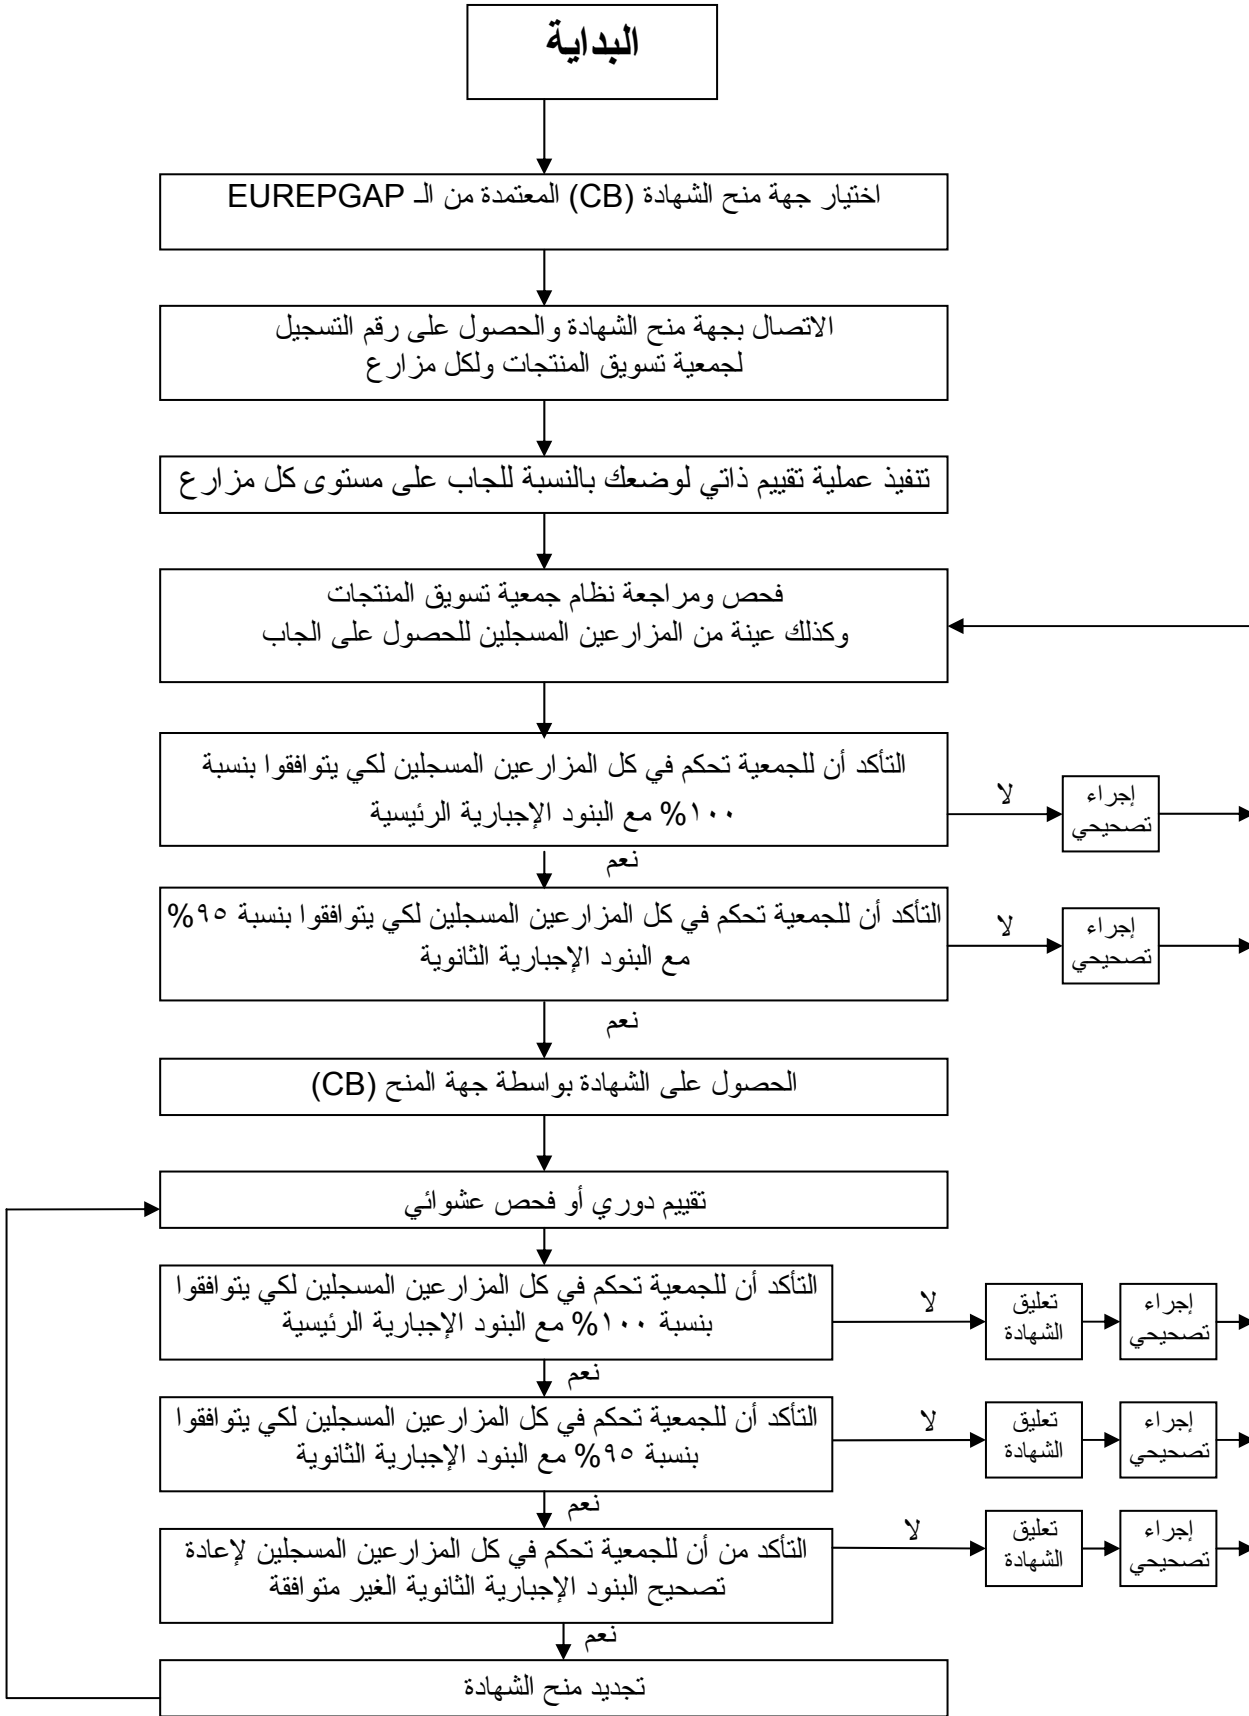 البداية
اختيار جهة منح الشهادة (CB) المعتمدة من الـ EUREPGAP
الاتصال بجهة منح الشهادة والحصول على رقم التسجيل
لجمعية تسويق المنتجات ولكل مزارع
تنفيذ عملية تقييم ذاتي لوضعك بالنسبة للجاب على مستوى كل مزارع
فحص ومراجعة نظام جمعية تسويق المنتجات
وكذلك عينة من المزارعين المسجلين للحصول على الجاب
التأكد أن للجمعية تحكم في كل المزارعين المسجلين لكي يتوافقوا بنسبة
١٠٠% مع البنود الإجبارية الرئيسية
لا
إجراء
تصحيحي
نعم
التأكد أن للجمعية تحكم في كل المزارعين المسجلين لكي يتوافقوا بنسبة ٩٥%
مع البنود الإجبارية الثانوية
لا
إجراء
تصحيحي
نعم
الحصول على الشهادة بواسطة جهة المنح (CB)
تقييم دوري أو فحص عشوائي
التأكد أن للجمعية تحكم في كل المزارعين المسجلين لكي يتوافقوا
بنسبة ١٠٠% مع البنود الإجبارية الرئيسية
لا
تعليق
الشهادة
إجراء
تصحيحي
نعم
التأكد أن للجمعية تحكم في كل المزارعين المسجلين لكي يتوافقوا
بنسبة ٩٥% مع البنود الإجبارية الثانوية
لا
تعليق
الشهادة
إجراء
تصحيحي
نعم
التأكد من أن للجمعية تحكم في كل المزارعين المسجلين لإعادة
تصحيح البنود الإجبارية الثانوية الغير متوافقة
لا
تعليق
الشهادة
إجراء
تصحيحي
نعم
تجديد منح الشهادة